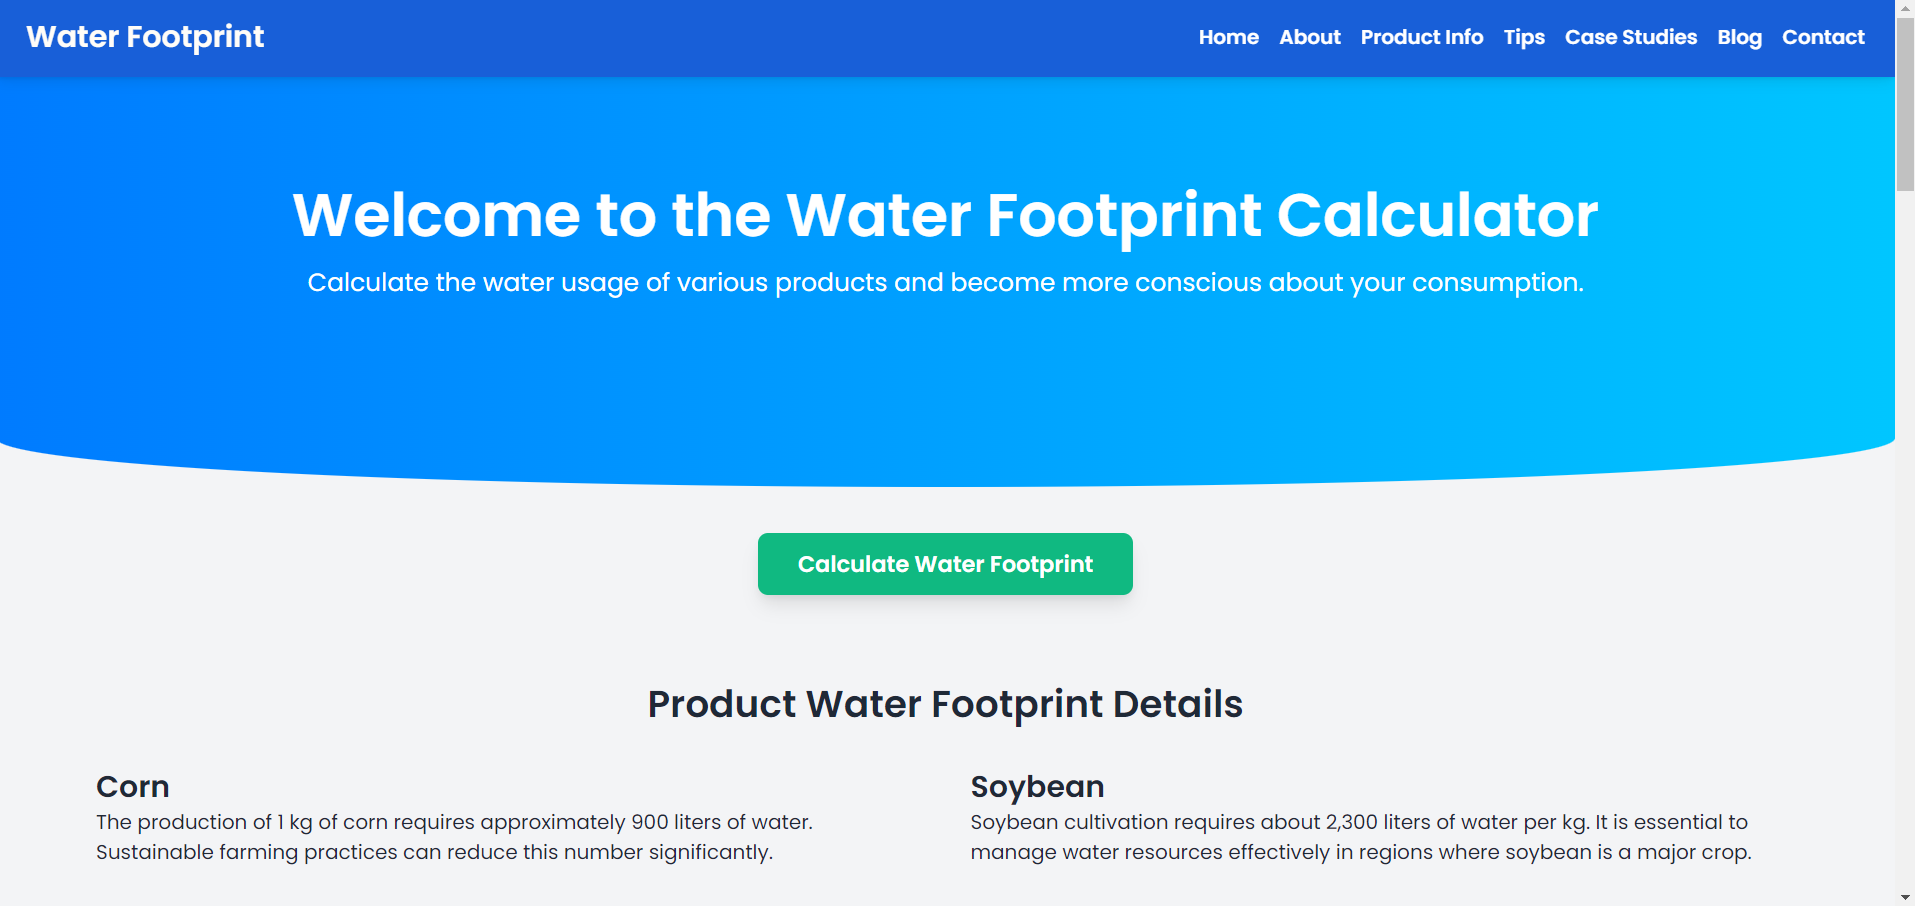 Water Footprint
Home About Product Info Tips Case Studies Blog Contact
Welcome to the Water Footprint Calculator
Calculate the water usage of various products and become more conscious about your consumption.
Calculate Water Footprint
Product Water Footprint Details
Corn
The production of 1 kg of corn requires approximately 900 liters of water.
Sustainable farming practices can reduce this number significantly.
Soybean
Soybean cultivation requires about 2,300 liters of water per kg. It is essential to
manage water resources effectively in regions where soybean is a major crop.